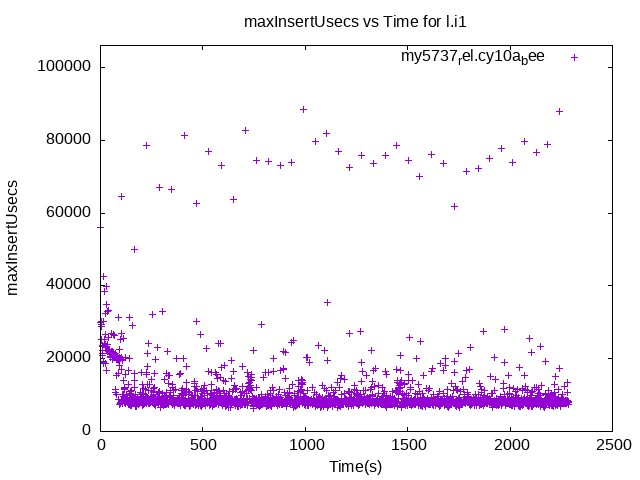 maxInsertUsecs vs Time for l.i1
my5737rel.cy10abee
100000
80000
60000
40000
20000
0
maxInsertUsecs
0 500 1000 1500 2000 2500
Time(s)